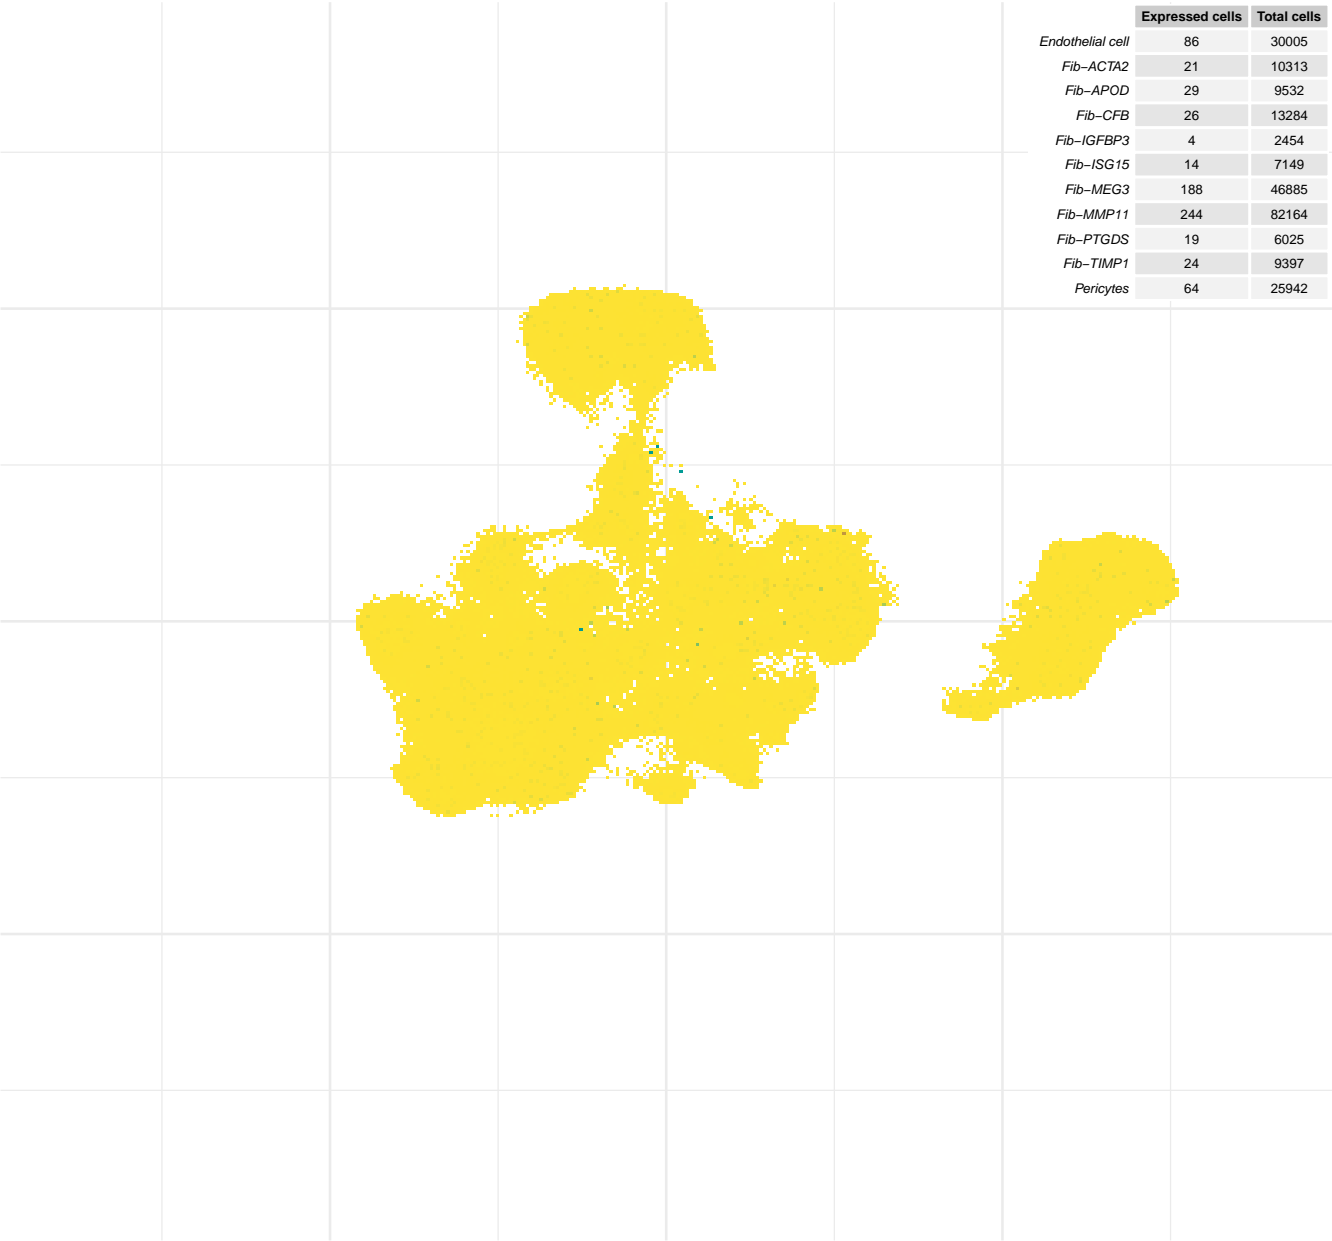 Expressed cells Total cells
Endothelial cell 86 30005
Fib−ACTA2 21 10313
Fib−APOD 29 9532
Fib−CFB 26 13284
Fib−IGFBP3 4 2454
Fib−ISG15 14 7149
Fib−MEG3 188 46885
Fib−MMP11 244 82164
Fib−PTGDS 19 6025
Fib−TIMP1 24 9397
Pericytes 64 25942